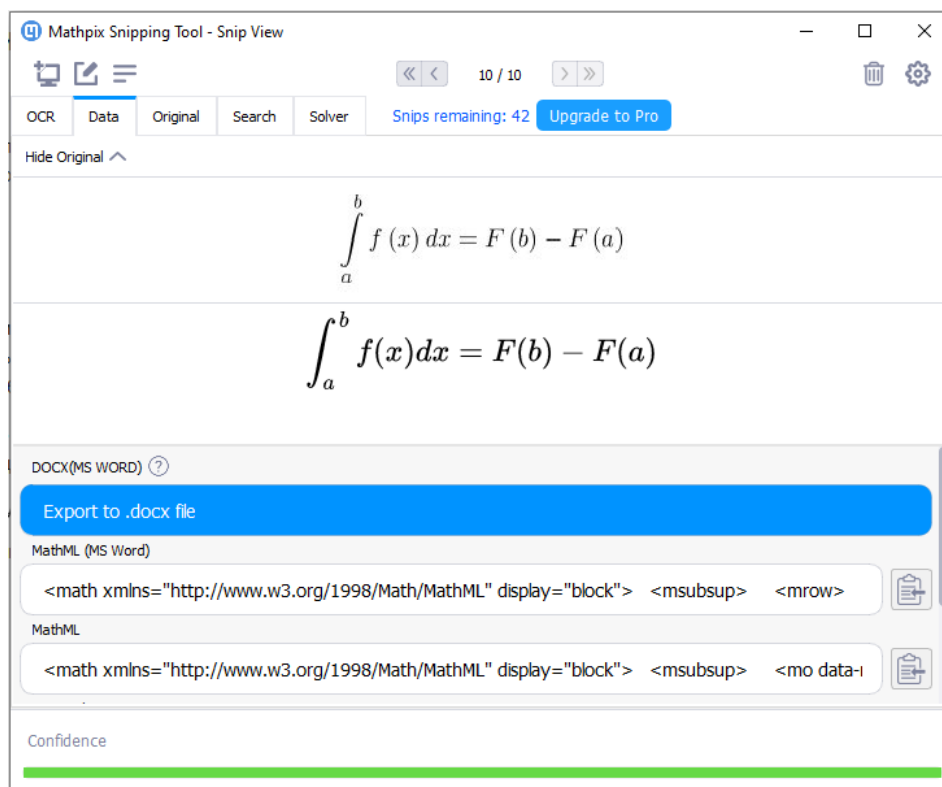 Mathpix Snipping Tool - Snip View
10 / 10
OCR Data Original Search Solver Snips remaining: 42 Upgrade to Pro
Hide Original
∫ₐᵇ f (x) dx = F (b) − F (a)
∫ₐᵇ f(x)dx = F(b) − F(a)
DOCX(MS WORD) ?
Export to .docx file
MathML (MS Word)
<math xmlns="http://www.w3.org/1998/Math/MathML" display="block"> <msubsup> <mrow>
MathML
<math xmlns="http://www.w3.org/1998/Math/MathML" display="block"> <msubsup> <mo data-
Confidence